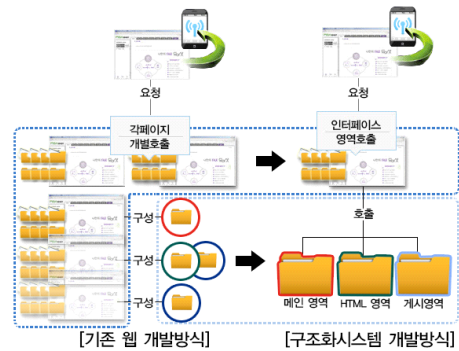 요청
요청
각페이지
개별호출
인터페이스
영역호출
구성
호출
구성
메인 영역
HTML 영역
게시영역
구성
[기존 웹 개발방식]
[구조화시스템 개발방식]